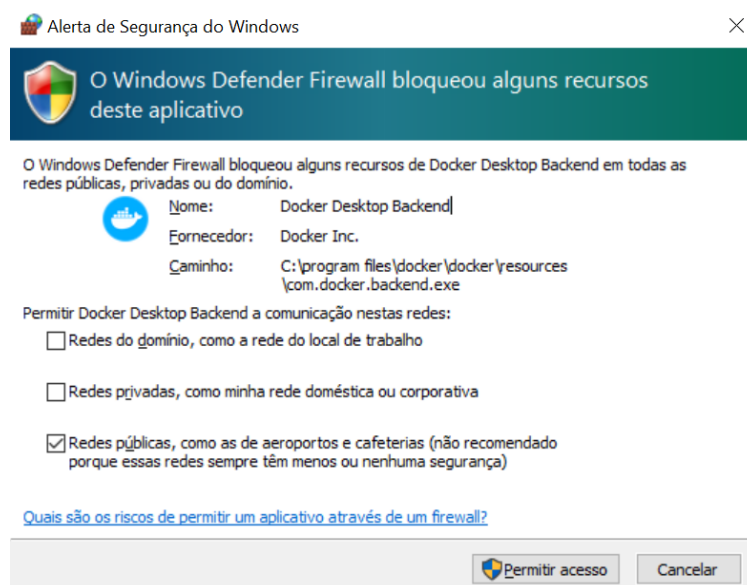 Alerta de Segurança do Windows
O Windows Defender Firewall bloqueou alguns recursos
deste aplicativo
O Windows Defender Firewall bloqueou alguns recursos de Docker Desktop Backend em todas as
redes públicas, privadas ou do domínio.
Nome: Docker Desktop Backend
Fornecedor: Docker Inc.
Caminho: C:\program files\docker\docker\resources
\com.docker.backend.exe
Permitir Docker Desktop Backend a comunicação nestas redes:
Redes do domínio, como a rede do local de trabalho
Redes privadas, como minha rede doméstica ou corporativa
Redes públicas, como as de aeroportos e cafeterias (não recomendado
porque essas redes sempre têm menos ou nenhuma segurança)
Quais são os riscos de permitir um aplicativo através de um firewall?
Permitir acesso Cancelar